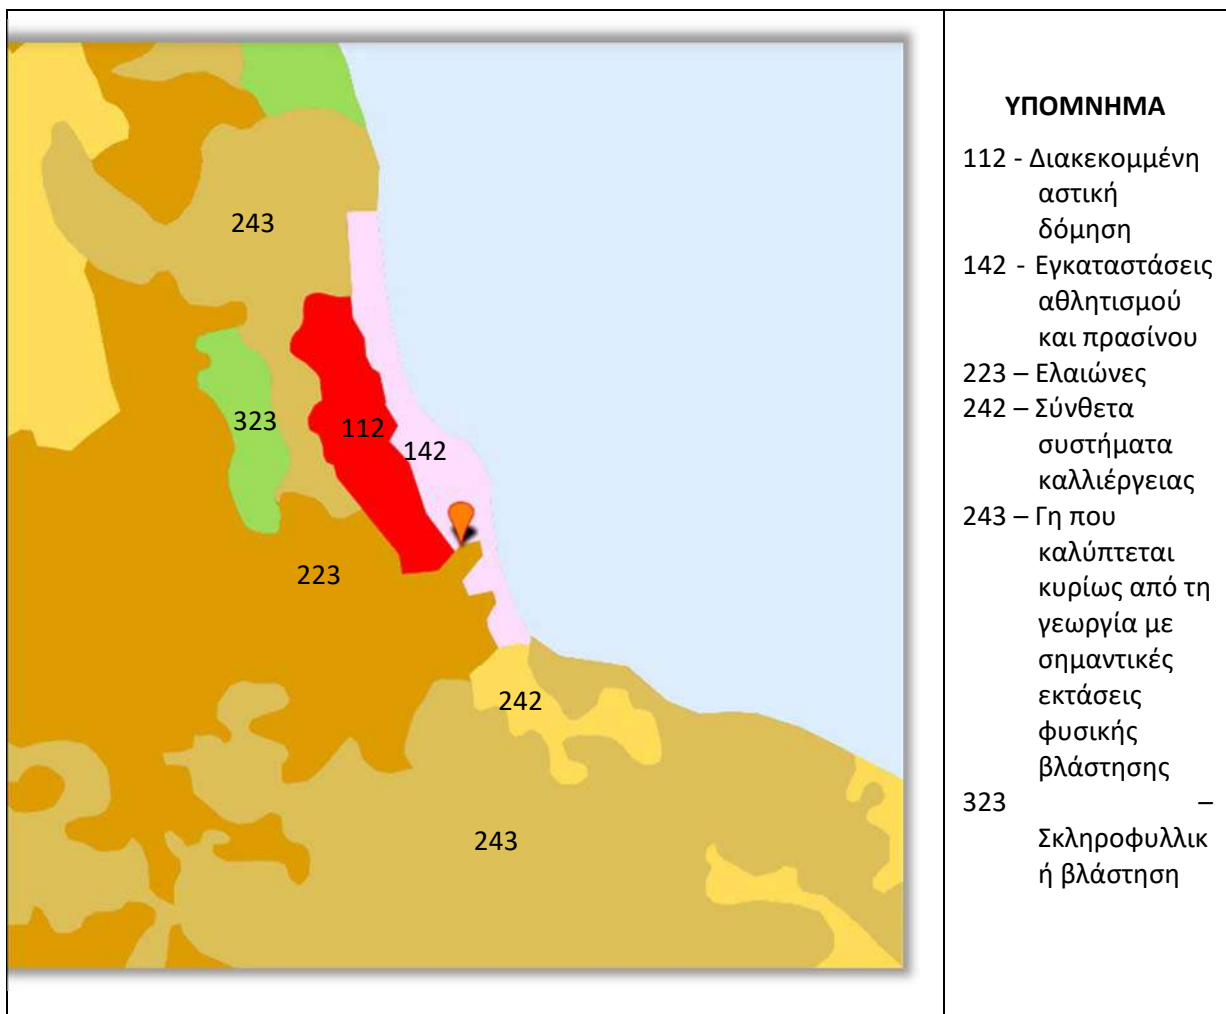 243
323
112
142
223
242
243
ΥΠΟΜΝΗΜΑ
112 - Διακεκομμένη
αστική
δόμηση
142 - Εγκαταστάσεις
αθλητισμού
και πρασίνου
223 – Ελαιώνες
242 – Σύνθετα
συστήματα
καλλιέργειας
243 – Γη που
καλύπτεται
κυρίως από τη
γεωργία με
σημαντικές
εκτάσεις
φυσικής
βλάστησης
323 –
Σκληροφυλλικ
ή βλάστηση